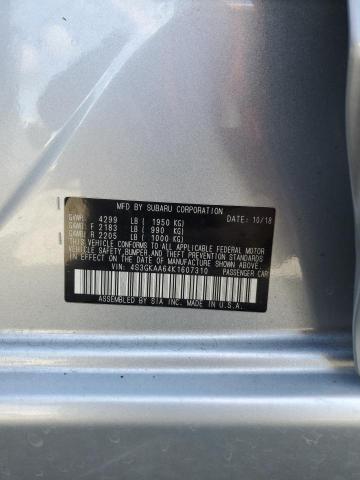 MFD BY SUBARU CORPORATION
GVWR: 4299 LB ( 1950 KG) DATE: 10/18
GAWR: F 2183 LB ( 990 KG)
GAWR: R 2205 LB ( 1000 KG)
THIS VEHICLE CONFORMS TO ALL APPLICABLE FEDERAL MOTOR
VEHICLE SAFETY, BUMPER, AND THEFT PREVENTION STANDARDS
IN EFFECT ON THE DATE OF MANUFACTURE SHOWN ABOVE.
VIN: 4S3GKAA64K1607310 PASSENGER CAR
ASSEMBLED BY SIA INC., MADE IN U.S.A.